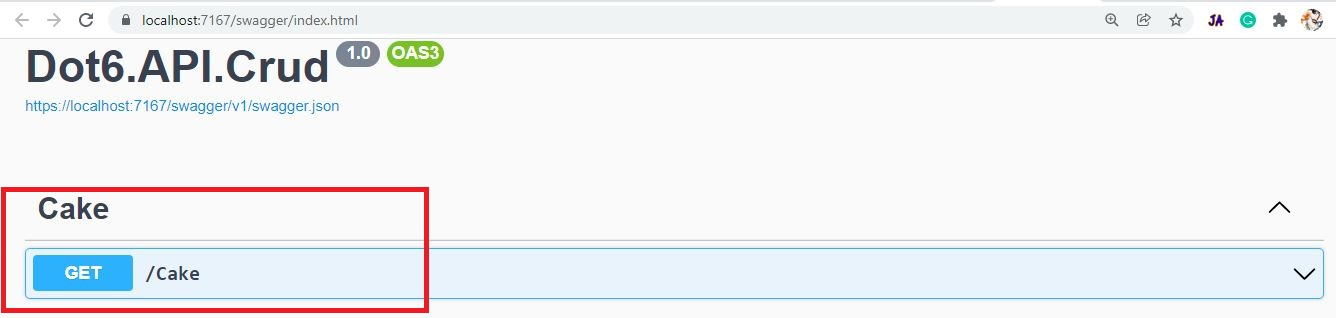 localhost:7167/swagger/index.html
JA
Dot6.API.Crud 1.0 OAS3
https://localhost:7167/swagger/v1/swagger.json
Cake
GET /Cake